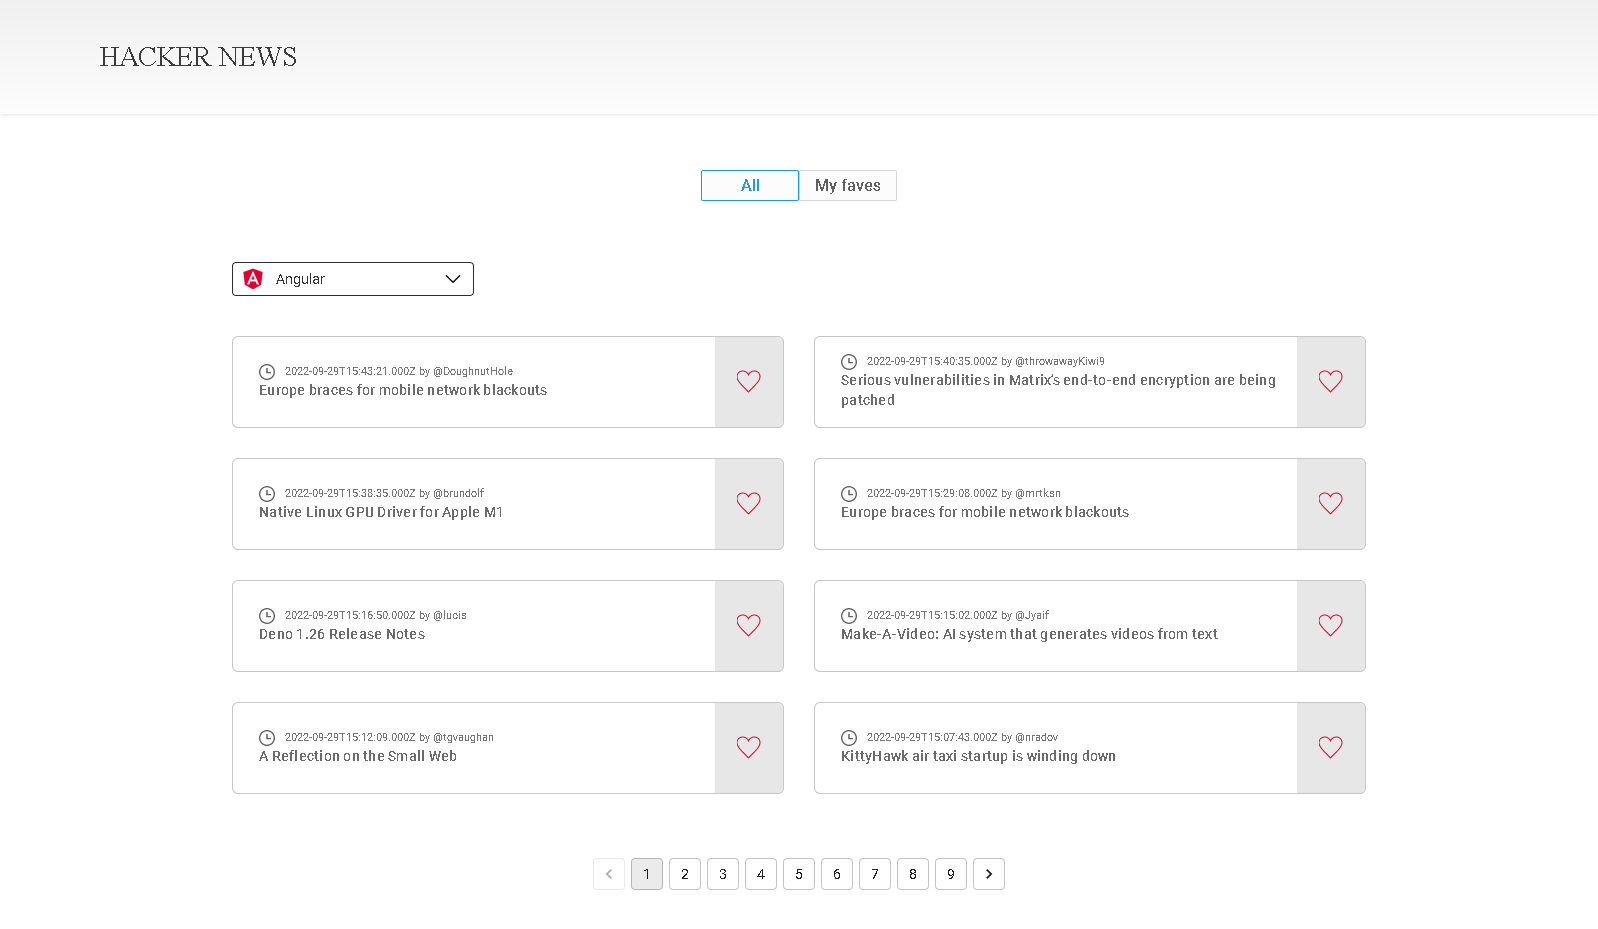 HACKER NEWS
All
My faves
Angular
2022-09-29T15:43:21.000Z by @DoughnutHole
Europe braces for mobile network blackouts
2022-09-29T15:40:35.000Z by @throwawayKiwi9
Serious vulnerabilities in Matrix's end-to-end encryption are being
patched
2022-09-29T15:38:35.000Z by @brundolf
Native Linux GPU Driver for Apple M1
2022-09-29T15:29:08.000Z by @mrtksn
Europe braces for mobile network blackouts
2022-09-29T15:16:50.000Z by @lucis
Deno 1.26 Release Notes
2022-09-29T15:15:02.000Z by @Jyaif
Make-A-Video: AI system that generates videos from text
2022-09-29T15:12:09.000Z by @tgvaughan
A Reflection on the Small Web
2022-09-29T15:07:43.000Z by @nradov
KittyHawk air taxi startup is winding down
1 2 3 4 5 6 7 8 9